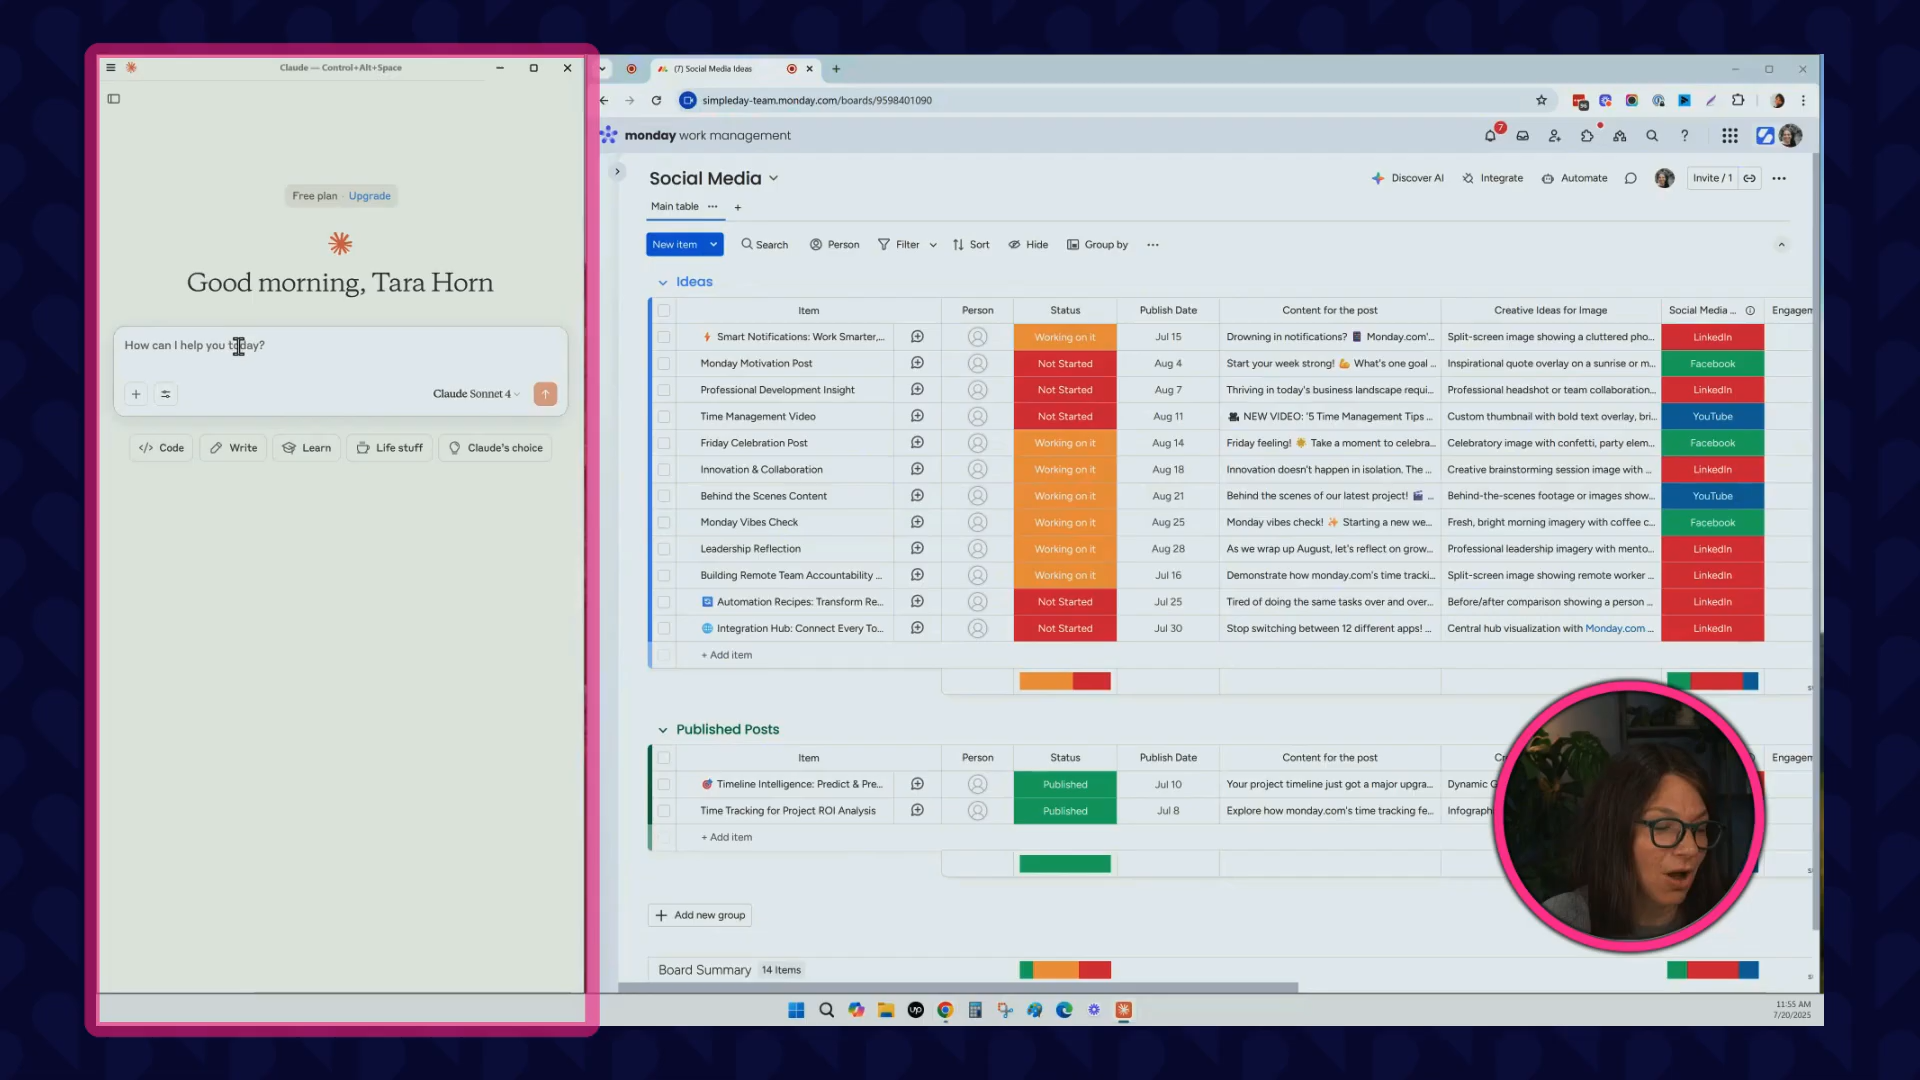 Claude — Control+Alt+Space
Free plan · Upgrade
Good morning, Tara Horn
How can I help you today?
Claude Sonnet 4
</> Code
Write
Learn
Life stuff
Claude's choice
(7) Social Media Ideas
simpleday-team.monday.com/boards/9598401090
monday work management
7
Social Media
Discover AI
Integrate
Automate
Invite / 1
Main table
New item
Search
Person
Filter
Sort
Hide
Group by
Ideas
Item Person Status Publish Date Content for the post Creative Ideas for Image Social Media ... Engagem
Smart Notifications: Work Smarter,... Working on it Jul 15 Drowning in notifications? Monday.com'... Split-screen image showing a cluttered pho... LinkedIn
Monday Motivation Post Not Started Aug 4 Start your week strong! 💪 What's one goal ... Inspirational quote overlay on a sunrise or m... Facebook
Professional Development Insight Not Started Aug 7 Thriving in today's business landscape requi... Professional headshot or team collaboration... LinkedIn
Time Management Video Not Started Aug 11 🎥 NEW VIDEO: '5 Time Management Tips ... Custom thumbnail with bold text overlay, bri... YouTube
Friday Celebration Post Working on it Aug 14 Friday feeling! 🌟 Take a moment to celebra... Celebratory image with confetti, party elem... Facebook
Innovation & Collaboration Working on it Aug 18 Innovation doesn't happen in isolation. The ... Creative brainstorming session image with ... LinkedIn
Behind the Scenes Content Working on it Aug 21 Behind the scenes of our latest project! 🎬 ... Behind-the-scenes footage or images show... YouTube
Monday Vibes Check Working on it Aug 25 Monday vibes check! ✨ Starting a new we... Fresh, bright morning imagery with coffee c... Facebook
Leadership Reflection Working on it Aug 28 As we wrap up August, let's reflect on grow... Professional leadership imagery with mento... LinkedIn
Building Remote Team Accountability ... Working on it Jul 16 Demonstrate how monday.com's time tracki... Split-screen image showing remote worker ... LinkedIn
Automation Recipes: Transform Re... Not Started Jul 25 Tired of doing the same tasks over and over... Before/after comparison showing a person ... LinkedIn
Integration Hub: Connect Every To... Not Started Jul 30 Stop switching between 12 different apps! ... Central hub visualization with Monday.com ... LinkedIn
+ Add item
Published Posts
Item Person Status Publish Date Content for the post Engagem
Timeline Intelligence: Predict & Pre... Published Jul 10 Your project timeline just got a major upgra... Dynamic
Time Tracking for Project ROI Analysis Published Jul 8 Explore how monday.com's time tracking fe... Infograph
+ Add item
+ Add new group
Board Summary 14 Items
11:55 AM
7/20/2025